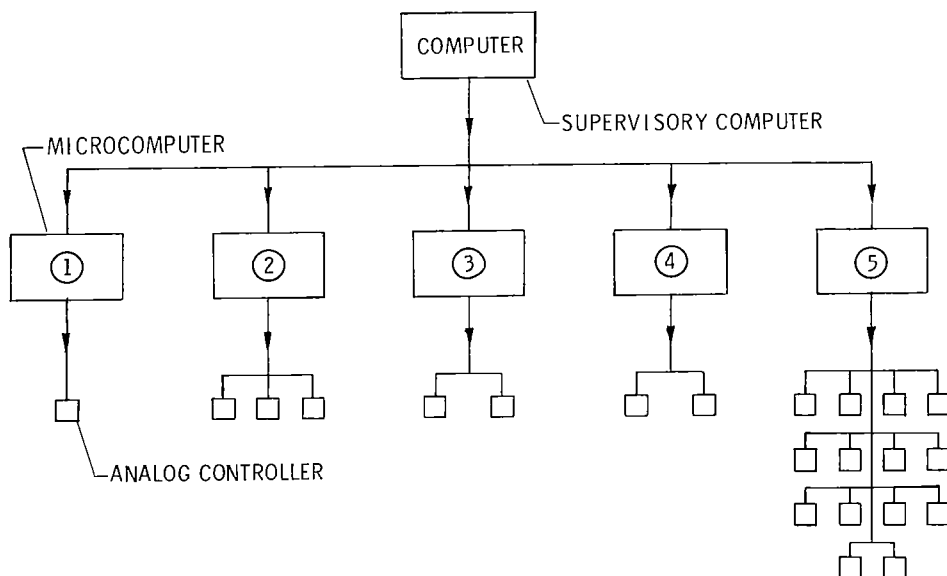 COMPUTER
SUPERVISORY COMPUTER
MICROCOMPUTER
1 2 3 4 5
ANALOG CONTROLLER